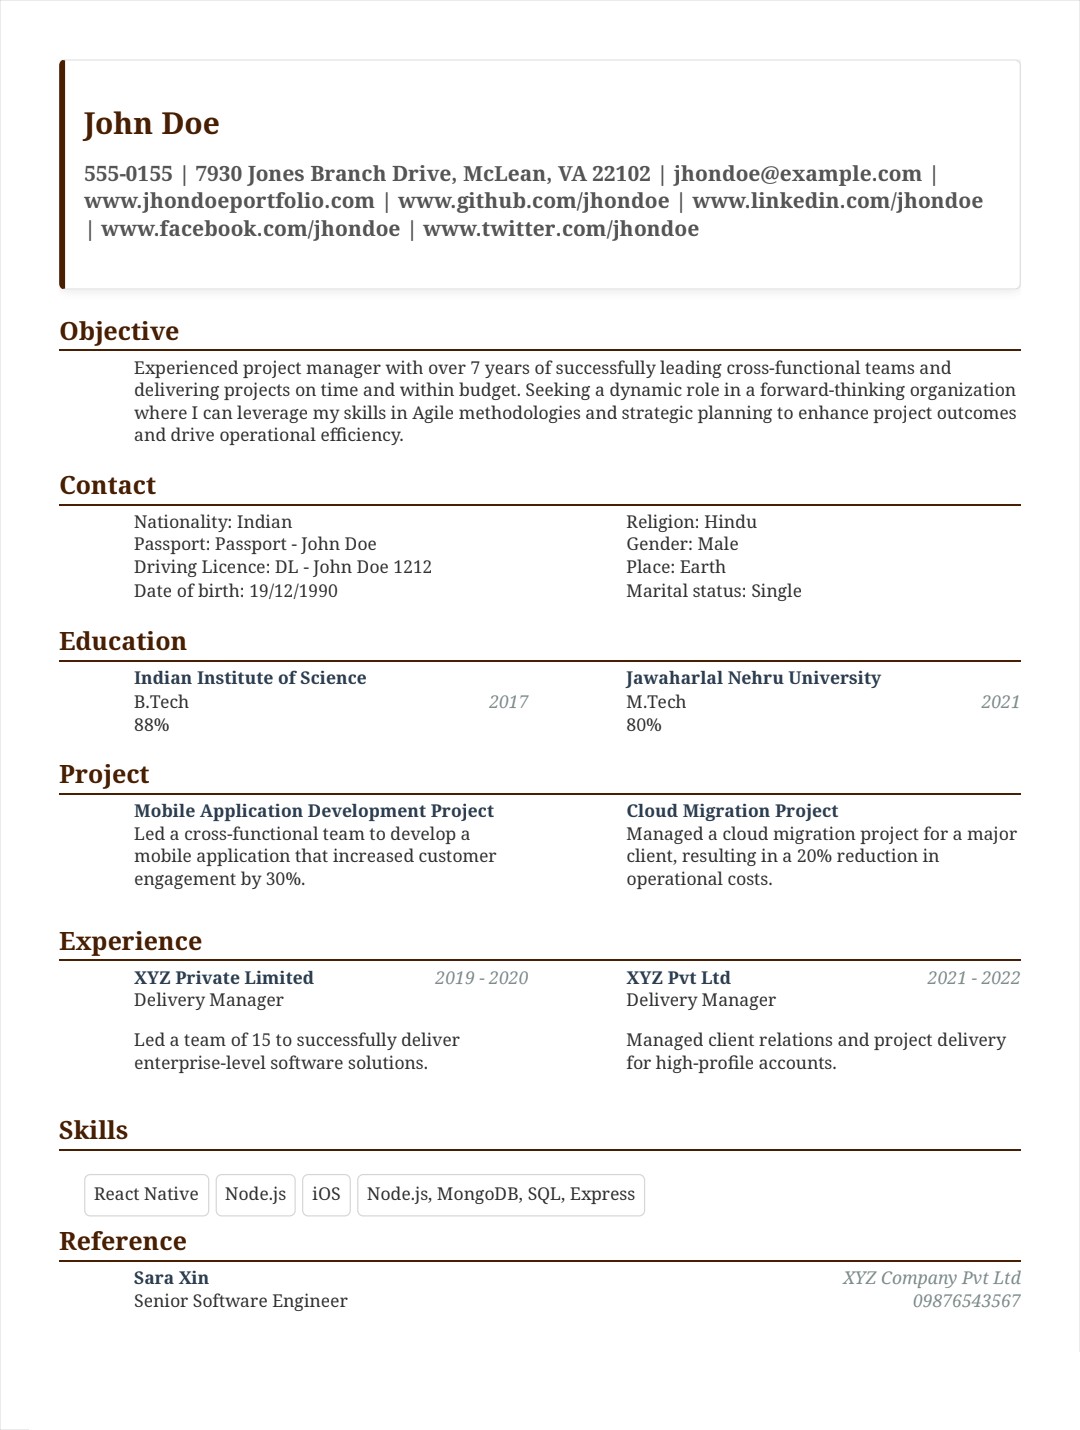 John Doe
555-0155 | 7930 Jones Branch Drive, McLean, VA 22102 | jhondoe@example.com |
www.jhondoeportfolio.com | www.github.com/jhondoe | www.linkedin.com/jhondoe
| www.facebook.com/jhondoe | www.twitter.com/jhondoe
Objective
Experienced project manager with over 7 years of successfully leading cross-functional teams and
delivering projects on time and within budget. Seeking a dynamic role in a forward-thinking organization
where I can leverage my skills in Agile methodologies and strategic planning to enhance project outcomes
and drive operational efficiency.
Contact
Nationality: Indian
Passport: Passport - John Doe
Driving Licence: DL - John Doe 1212
Date of birth: 19/12/1990
Religion: Hindu
Gender: Male
Place: Earth
Marital status: Single
Education
Indian Institute of Science
B.Tech 2017
88%
Jawaharlal Nehru University
M.Tech 2021
80%
Project
Mobile Application Development Project
Led a cross-functional team to develop a
mobile application that increased customer
engagement by 30%.
Cloud Migration Project
Managed a cloud migration project for a major
client, resulting in a 20% reduction in
operational costs.
Experience
XYZ Private Limited 2019 - 2020
Delivery Manager
Led a team of 15 to successfully deliver
enterprise-level software solutions.
XYZ Pvt Ltd 2021 - 2022
Delivery Manager
Managed client relations and project delivery
for high-profile accounts.
Skills
React Native Node.js iOS Node.js, MongoDB, SQL, Express
Reference
Sara Xin XYZ Company Pvt Ltd
Senior Software Engineer 09876543567